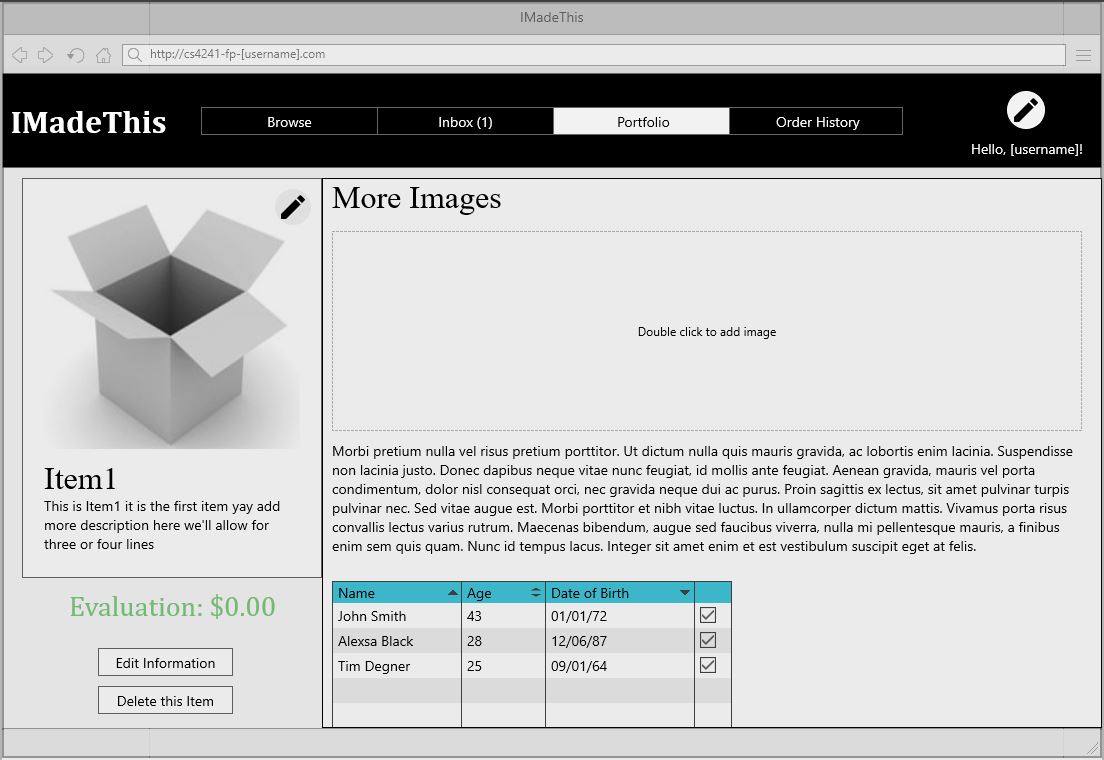 IMadeThis
http://cs4241-fp-[username].com
IMadeThis
Browse
Inbox (1)
Portfolio
Order History
Hello, [username]!
Item1
This is Item1 it is the first item yay add
more description here we'll allow for
three or four lines
Evaluation: $0.00
Edit Information
Delete this Item
More Images
Double click to add image
Morbi pretium nulla vel risus pretium porttitor. Ut dictum nulla quis mauris gravida, ac lobortis enim lacinia. Suspendisse
non lacinia justo. Donec dapibus neque vitae nunc feugiat, id mollis ante feugiat. Aenean gravida, mauris vel porta
condimentum, dolor nisl consequat orci, nec gravida neque dui ac purus. Proin sagittis ex lectus, sit amet pulvinar turpis
pulvinar nec. Sed vitae augue est. Morbi porttitor et nibh vitae luctus. In ullamcorper dictum mattis. Vivamus porta risus
convallis lectus varius rutrum. Maecenas bibendum, augue sed faucibus viverra, nulla mi pellentesque mauris, a finibus
enim sem quis quam. Nunc id tempus lacus. Integer sit amet enim et est vestibulum suscipit eget at felis.
Name Age Date of Birth
John Smith 43 01/01/72
Alexsa Black 28 12/06/87
Tim Degner 25 09/01/64